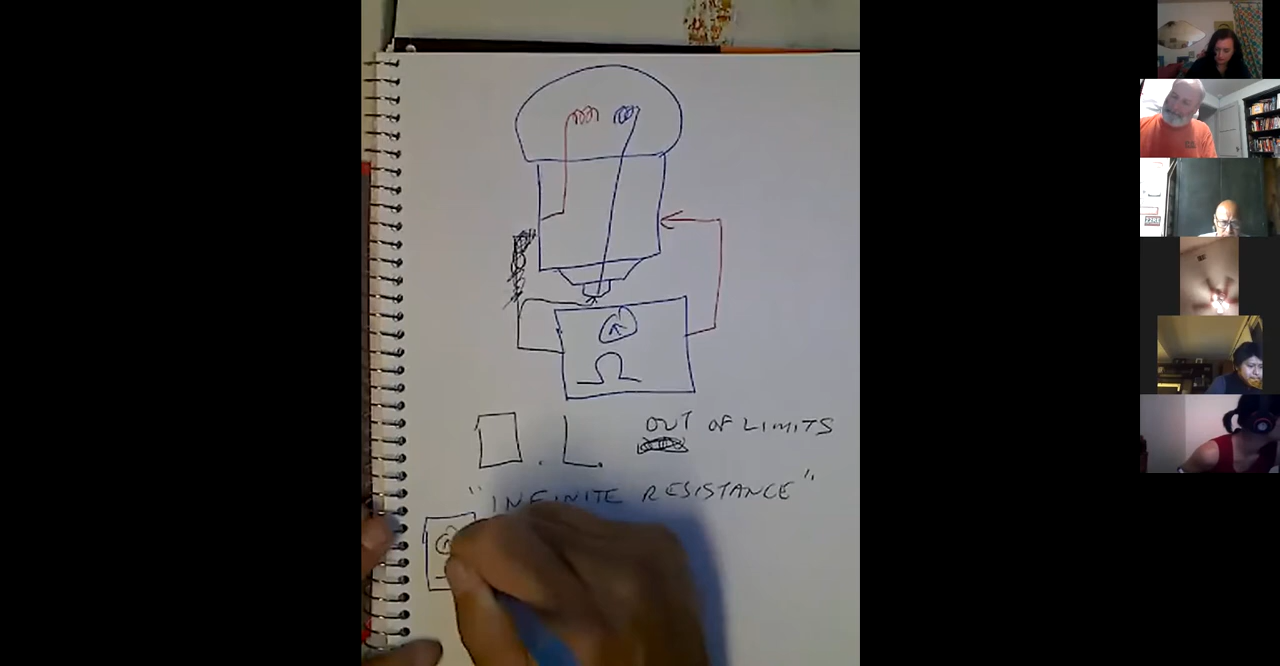 Ω
O.L. OUT OF LIMITS
"INFINITE RESISTANCE"